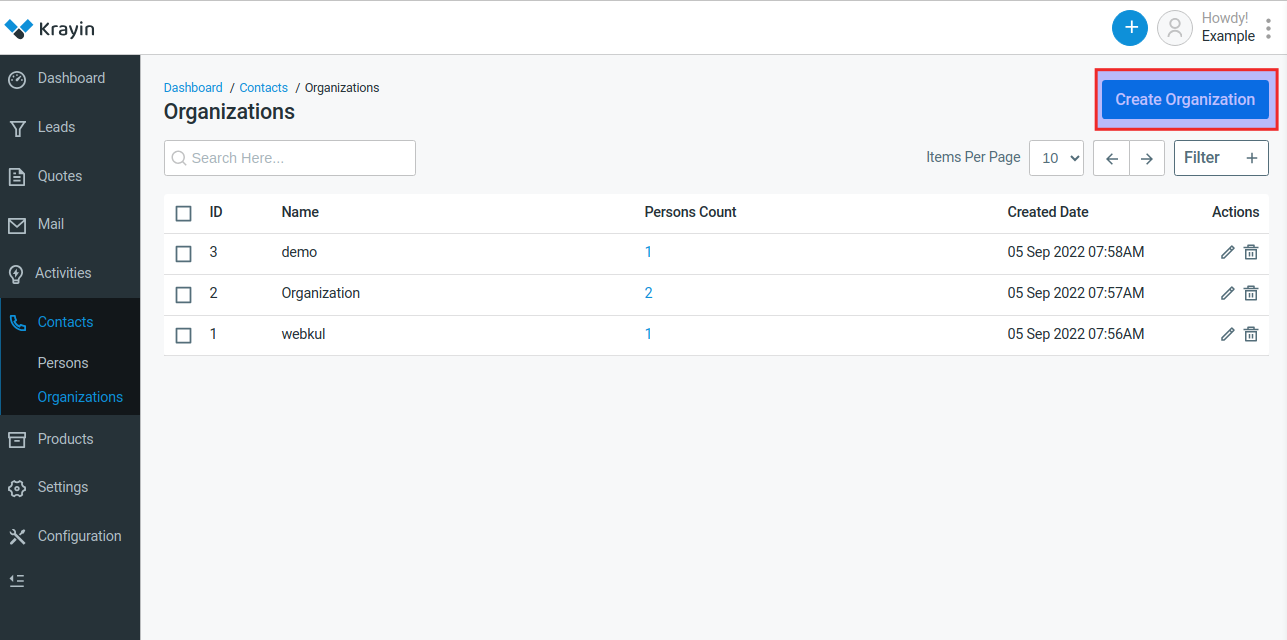 Krayin
+
Howdy!
Example
Dashboard
Leads
Quotes
Mail
Activities
Contacts
Persons
Organizations
Products
Settings
Configuration
Dashboard / Contacts / Organizations
Organizations
Create Organization
Search Here...
Items Per Page 10 Filter +
ID Name Persons Count Created Date Actions
3 demo 1 05 Sep 2022 07:58AM
2 Organization 2 05 Sep 2022 07:57AM
1 webkul 1 05 Sep 2022 07:56AM